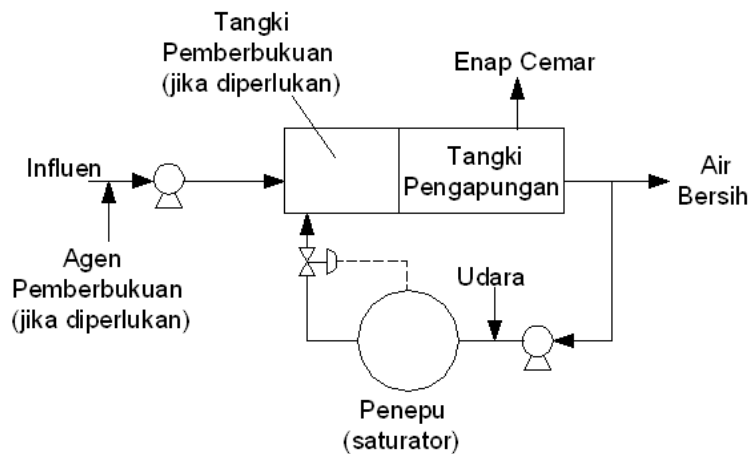 Tangki
Pemberbukuan
(jika diperlukan)
Enap Cemar
Influen
Tangki
Pengapungan
Air
Bersih
Agen
Pemberbukuan
(jika diperlukan)
Udara
Penepu
(saturator)